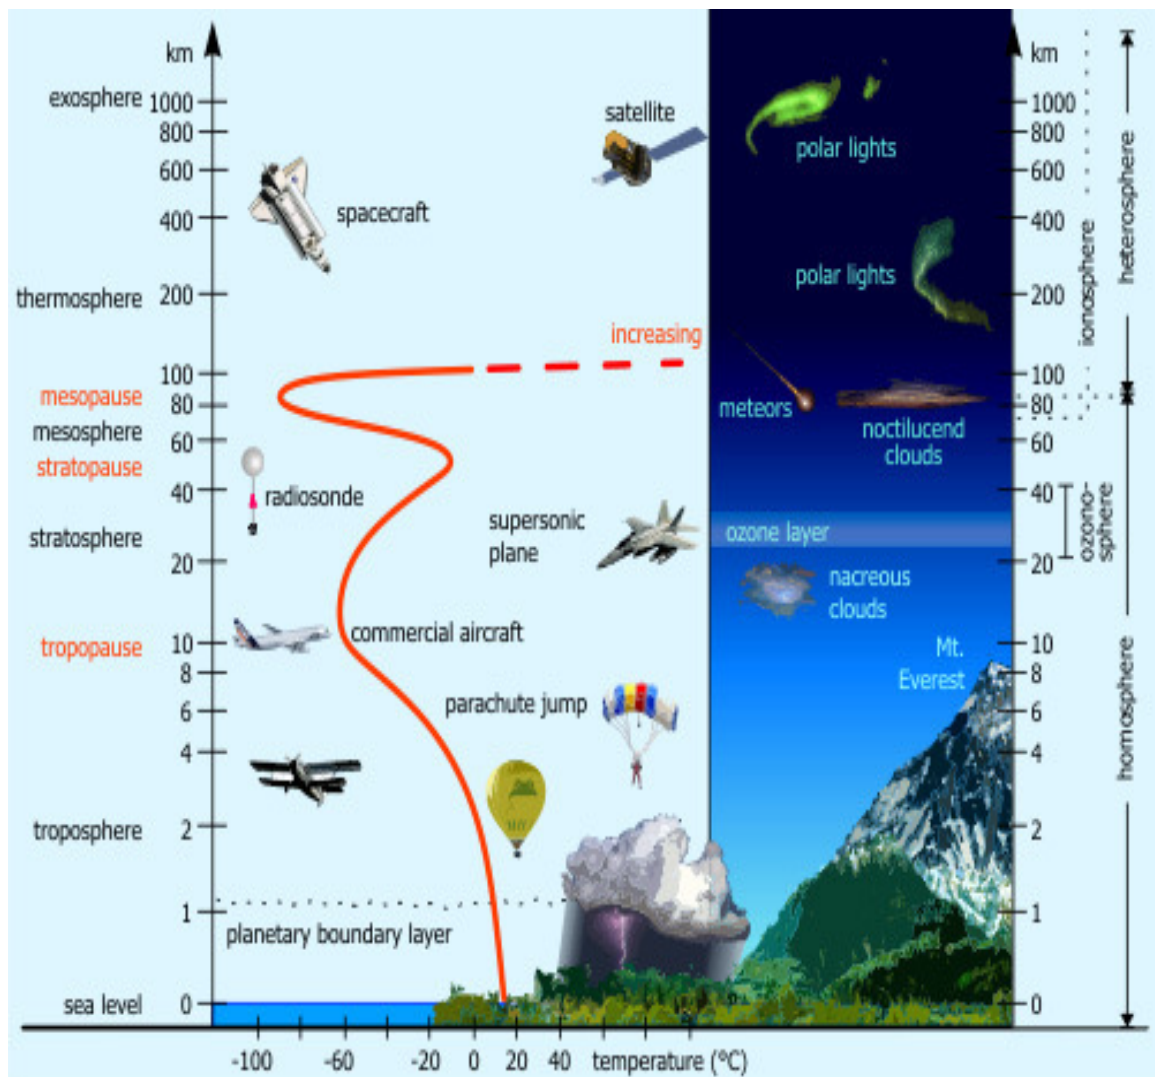 km
exosphere
1000
800
600
400
thermosphere
200
100
mesopause
80
mesosphere
60
stratopause
40
stratosphere
20
tropopause
10
8
6
4
troposphere
2
1
sea level
0
satellite
spacecraft
increasing
radiosonde
supersonic
plane
commercial aircraft
parachute jump
planetary boundary layer
polar lights
polar lights
meteors
noctilucend
clouds
ozone layer
nacreous
clouds
Mt.
Everest
km
1000
800
600
400
200
100
80
60
40
20
10
8
6
4
2
1
0
ionosphere
heterosphere
ozono-
sphere
homosphere
-100
-60
-20
0
20
40
temperature (°C)